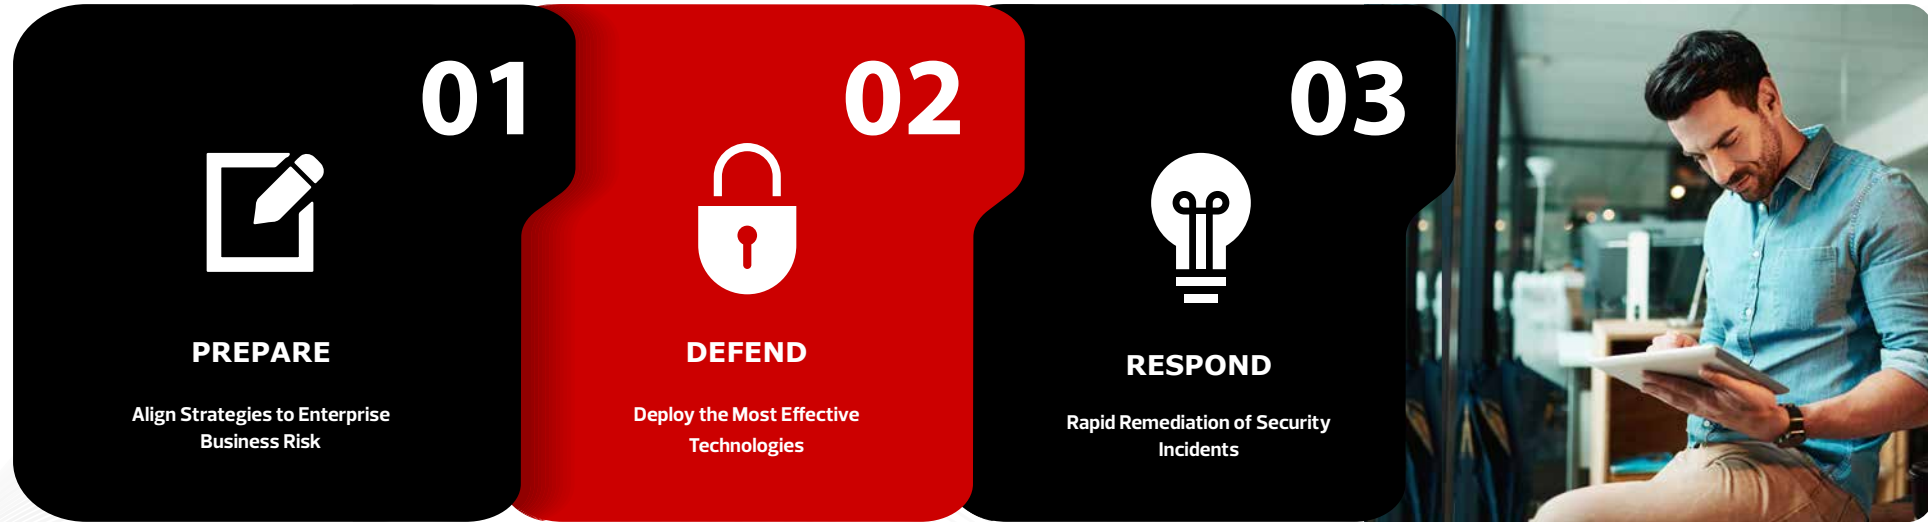 01
PREPARE
Align Strategies to Enterprise
Business Risk
02
DEFEND
Deploy the Most Effective
Technologies
03
RESPOND
Rapid Remediation of Security
Incidents